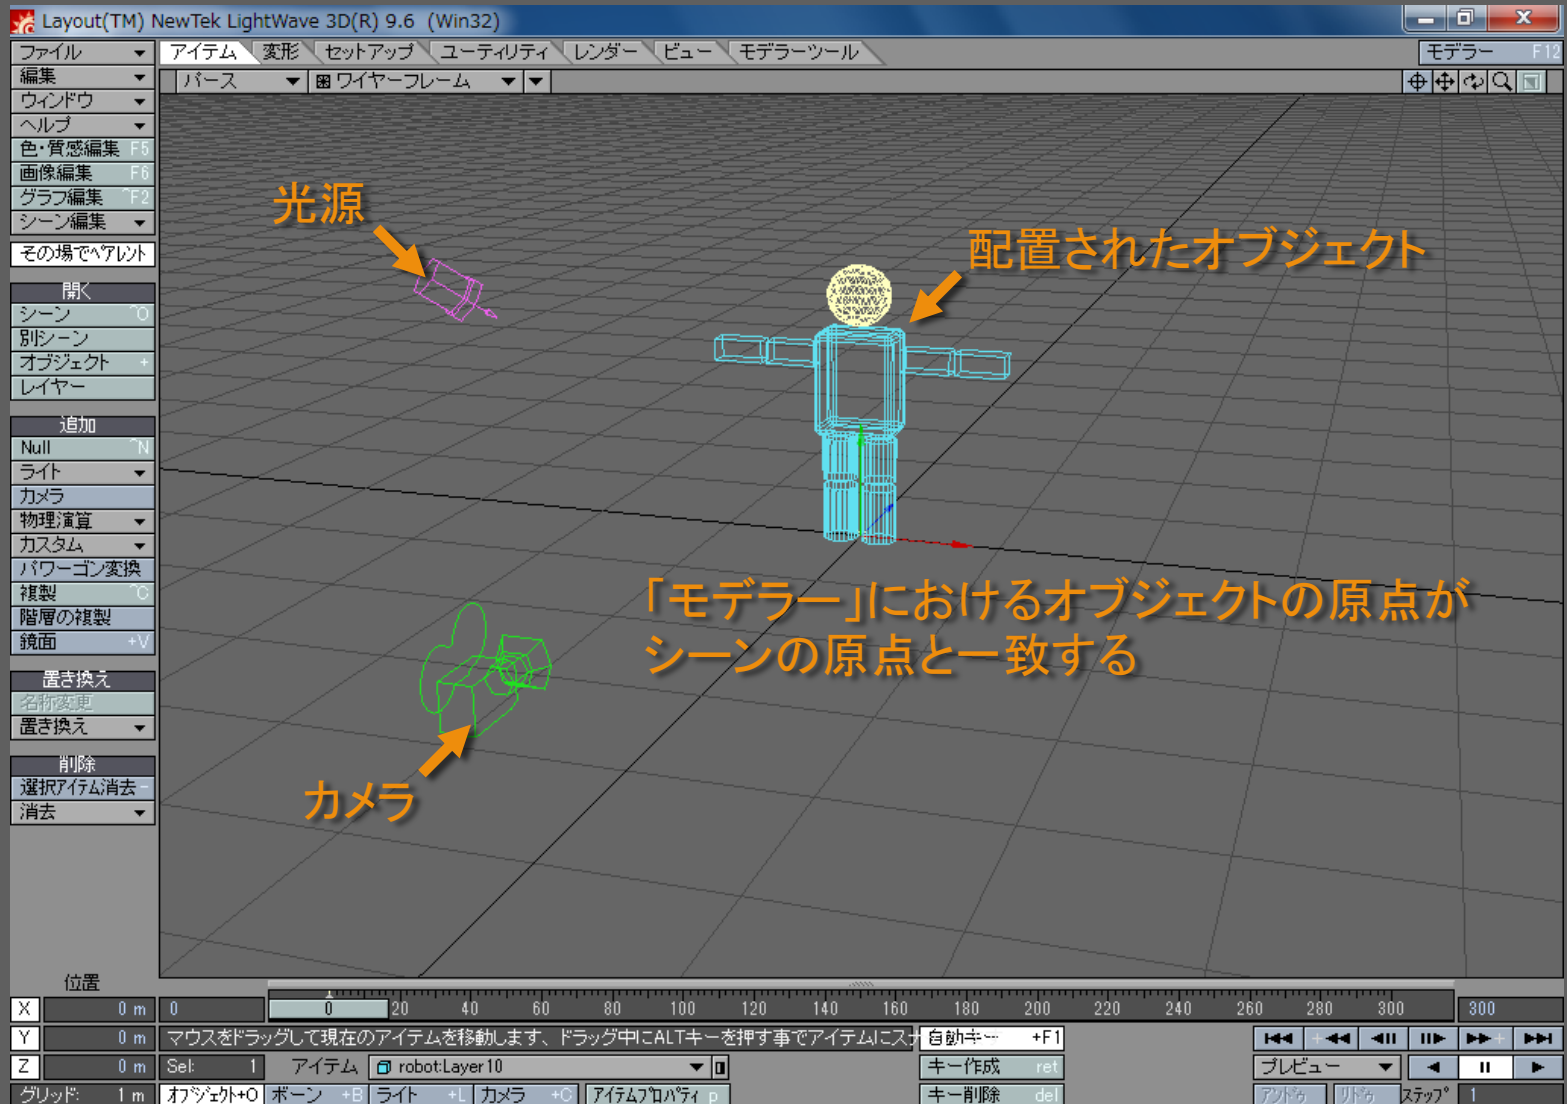 Layout(TM) NewTek LightWave 3D(R) 9.6 (Win32)
ファイル
アイテム 変形 セットアップ ユーティリティ レンダー ビュー モデラーツール
モデラー F12
編集
パース ワイヤーフレーム
ウィンドウ
ヘルプ
色・質感編集 F5
画像編集 F6
グラフ編集 ^F2
シーン編集
その場でペアレント
開く
シーン ^O
別シーン
オブジェクト +
レイヤー
追加
Null ^N
ライト
カメラ
物理演算
カスタム
パワーゴン変換
複製 ^C
階層の複製
鏡面 +V
置き換え
名称変更
置き換え
削除
選択アイテム消去 -
消去
光源
配置されたオブジェクト
「モデラー」におけるオブジェクトの原点が
シーンの原点と一致する
カメラ
位置
X 0 m 0 0 20 40 60 80 100 120 140 160 180 200 220 240 260 280 300 300
Y 0 m マウスをドラッグして現在のアイテムを移動します、ドラッグ中にALTキーを押す事でアイテムにスナ
自動キー +F1
Z 0 m Sel: 1 アイテム robot:Layer10
キー作成 ret
プレビュー
グリッド: 1 m オブジェクト+O ボーン +B ライト +L カメラ +C アイテムプロパティ p
キー削除 del
アンドゥ リドゥ ステップ 1